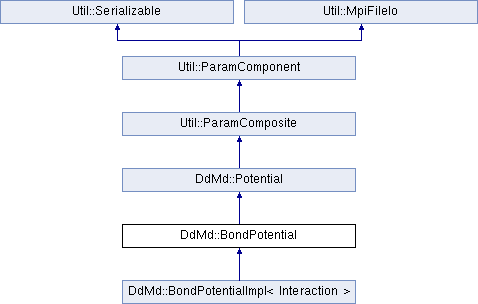 Util::Serializable
Util::MpiFileIo
Util::ParamComponent
Util::ParamComposite
DdMd::Potential
DdMd::BondPotential
DdMd::BondPotentialImpl< Interaction >